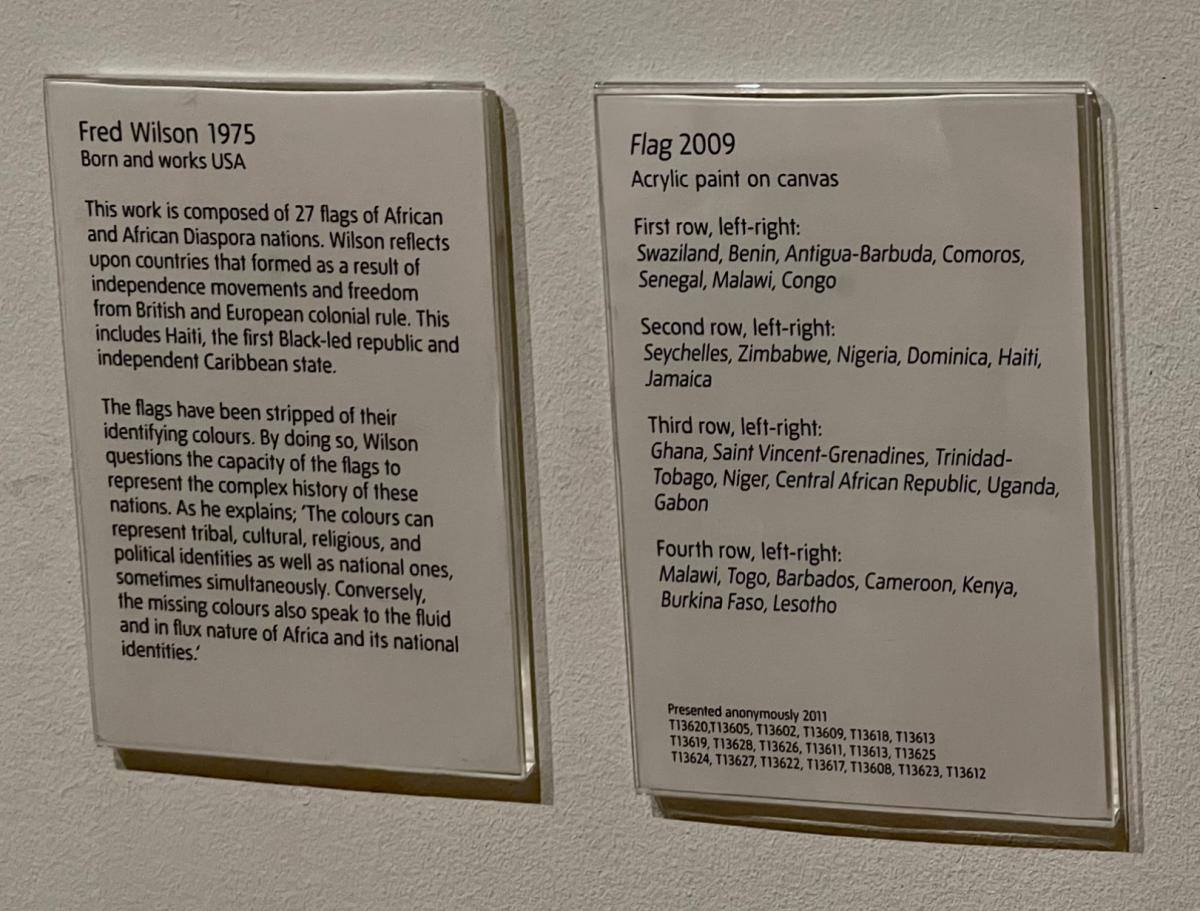 Fred Wilson 1975
Born and works USA
This work is composed of 27 flags of African
and African Diaspora nations. Wilson reflects
upon countries that formed as a result of
independence movements and freedom
from British and European colonial rule. This
includes Haiti, the first Black-led republic and
independent Caribbean state.
The flags have been stripped of their
identifying colours. By doing so, Wilson
questions the capacity of the flags to
represent the complex history of these
nations. As he explains; ‘The colours can
represent tribal, cultural, religious, and
political identities as well as national ones,
sometimes simultaneously. Conversely,
the missing colours also speak to the fluid
and in flux nature of Africa and its national
identities.‘
Flag 2009
Acrylic paint on canvas
First row, left-right:
Swaziland, Benin, Antigua-Barbuda, Comoros,
Senegal, Malawi, Congo
Second row, left-right:
Seychelles, Zimbabwe, Nigeria, Dominica, Haiti,
Jamaica
Third row, left-right:
Ghana, Saint Vincent-Grenadines, Trinidad-
Tobago, Niger, Central African Republic, Uganda,
Gabon
Fourth row, left-right:
Malawi, Togo, Barbados, Cameroon, Kenya,
Burkina Faso, Lesotho
Presented anonymously 2011
T13620,T13605, T13602, T13609, T13618, T13613
T13619, T13628, T13626, T13611, T13613, T13625
T13624, T13627, T13622, T13617, T13608, T13623, T13612